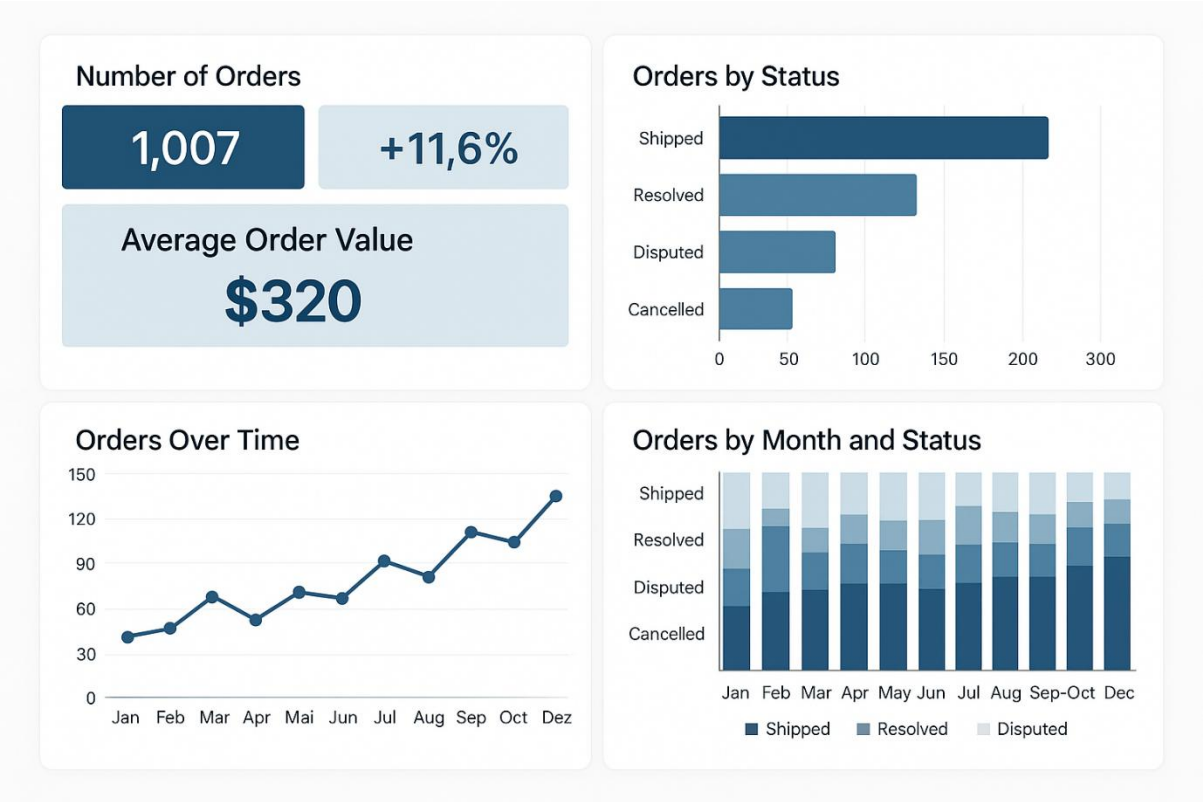 Number of Orders
1,007
+11,6%
Average Order Value
$320
Orders by Status
Shipped
Resolved
Disputed
Cancelled
0 50 100 150 200 300
Orders Over Time
150
120
90
60
30
0
Jan Feb Mar Apr Mai Jun Jul Aug Sep Oct Dez
Orders by Month and Status
Shipped
Resolved
Disputed
Cancelled
Jan Feb Mar Apr May Jun Jul Aug Sep-Oct Dec
Shipped Resolved Disputed